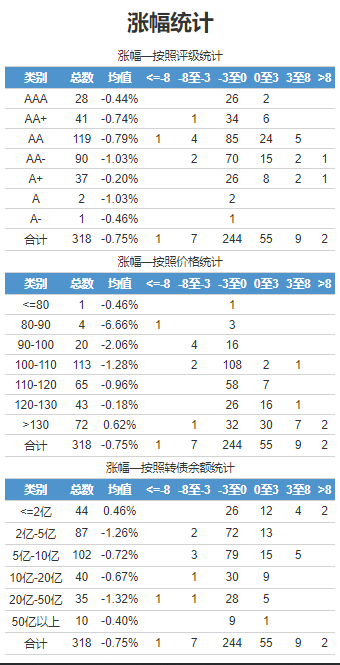 涨幅统计
涨幅—按照评级统计
类别 总数 均值 <=-8 -8至-3 -3至0 0至3 3至8 >8
AAA 28 -0.44% 26 2
AA+ 41 -0.74% 1 34 6
AA 119 -0.79% 1 4 85 24 5
AA- 90 -1.03% 2 70 15 2 1
A+ 37 -0.20% 26 8 2 1
A 2 -1.03% 2
A- 1 -0.46% 1
合计 318 -0.75% 1 7 244 55 9 2
涨幅—按照价格统计
类别 总数 均值 <=-8 -8至-3 -3至0 0至3 3至8 >8
<=80 1 -0.46% 1
80-90 4 -6.66% 1 3
90-100 20 -2.06% 4 16
100-110 113 -1.28% 2 108 2 1
110-120 65 -0.96% 58 7
120-130 43 -0.18% 26 16 1
>130 72 0.62% 1 32 30 7 2
合计 318 -0.75% 1 7 244 55 9 2
涨幅—按照转债余额统计
类别 总数 均值 <=-8 -8至-3 -3至0 0至3 3至8 >8
<=2亿 44 0.46% 26 12 4 2
2亿-5亿 87 -1.26% 2 72 13
5亿-10亿 102 -0.72% 3 79 15 5
10亿-20亿 40 -0.67% 1 30 9
20亿-50亿 35 -1.32% 1 1 28 5
50亿以上 10 -0.40% 9 1
合计 318 -0.75% 1 7 244 55 9 2